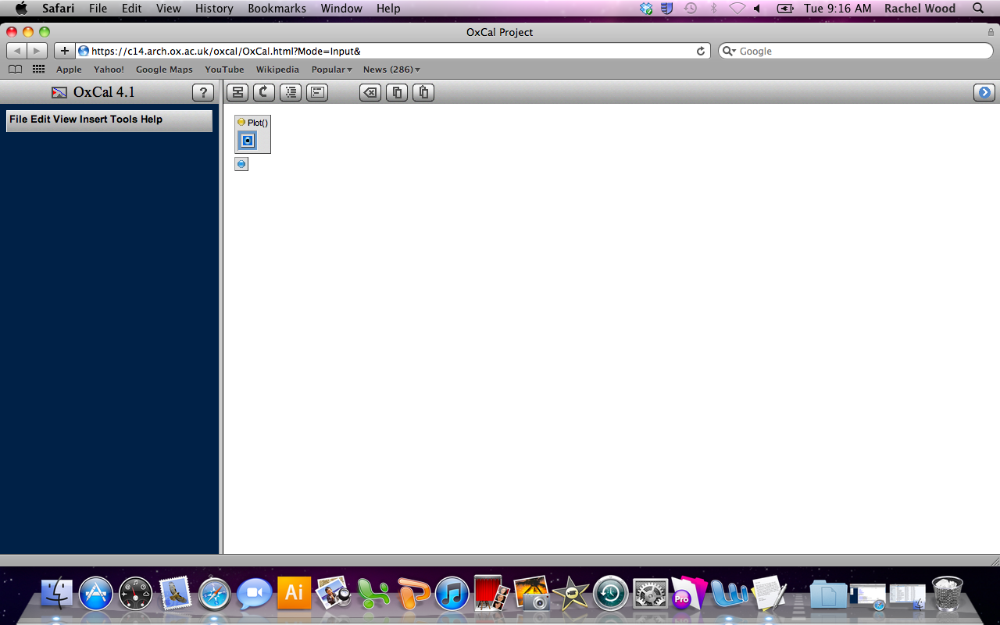 Safari File Edit View History Bookmarks Window Help Tue 9:16 AM Rachel Wood
OxCal Project
https://c14.arch.ox.ac.uk/oxcal/OxCal.html?Mode=Input& Google
Apple Yahoo! Google Maps YouTube Wikipedia Popular News (286)
OxCal 4.1 ?
File Edit View Insert Tools Help
Plot()
Ai
Pro